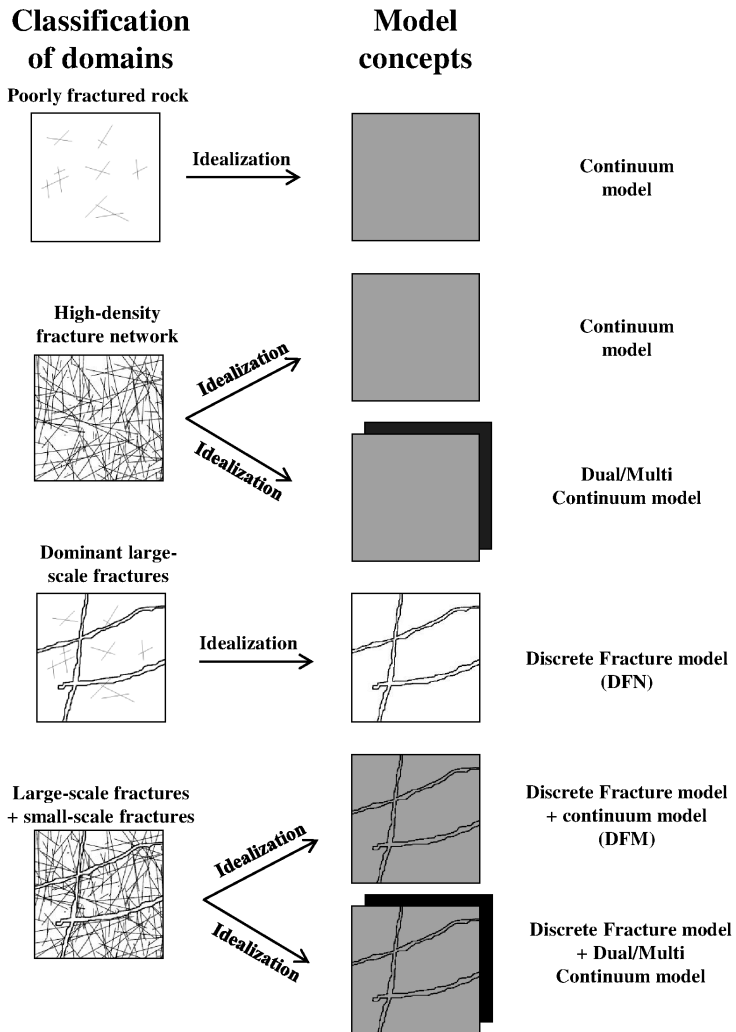 Classification
of domains
Model
concepts
Poorly fractured rock
Idealization
Continuum
model
High-density
fracture network
Idealization
Idealization
Continuum
model
Dual/Multi
Continuum model
Dominant large-
scale fractures
Idealization
Discrete Fracture model
(DFN)
Large-scale fractures
+ small-scale fractures
Idealization
Idealization
Discrete Fracture model
+ continuum model
(DFM)
Discrete Fracture model
+ Dual/Multi
Continuum model